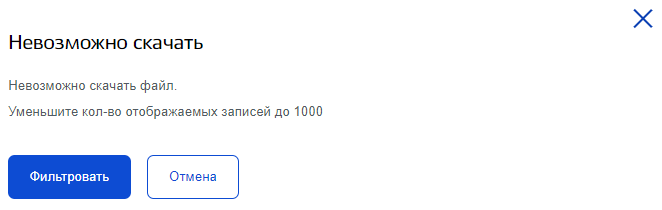 Невозможно скачать
Невозможно скачать файл.
Уменьшите кол-во отображаемых записей до 1000
Фильтровать
Отмена